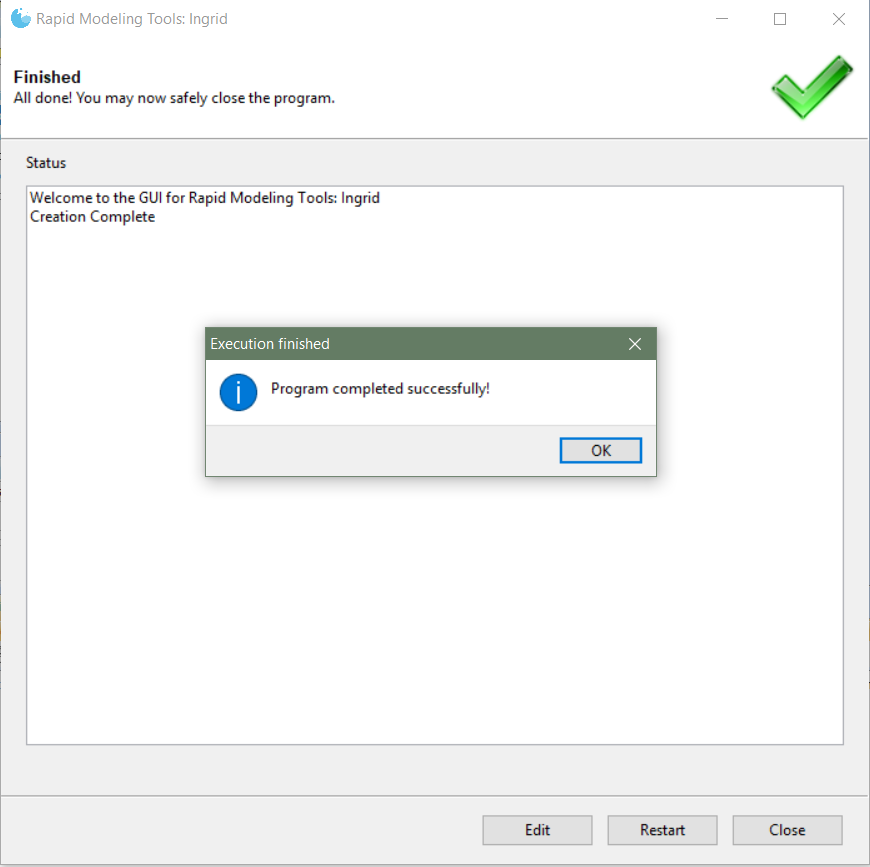 Rapid Modeling Tools: Ingrid
Finished
All done! You may now safely close the program.
Status
Welcome to the GUI for Rapid Modeling Tools: Ingrid
Creation Complete
Execution finished
Program completed successfully!
OK
Edit
Restart
Close